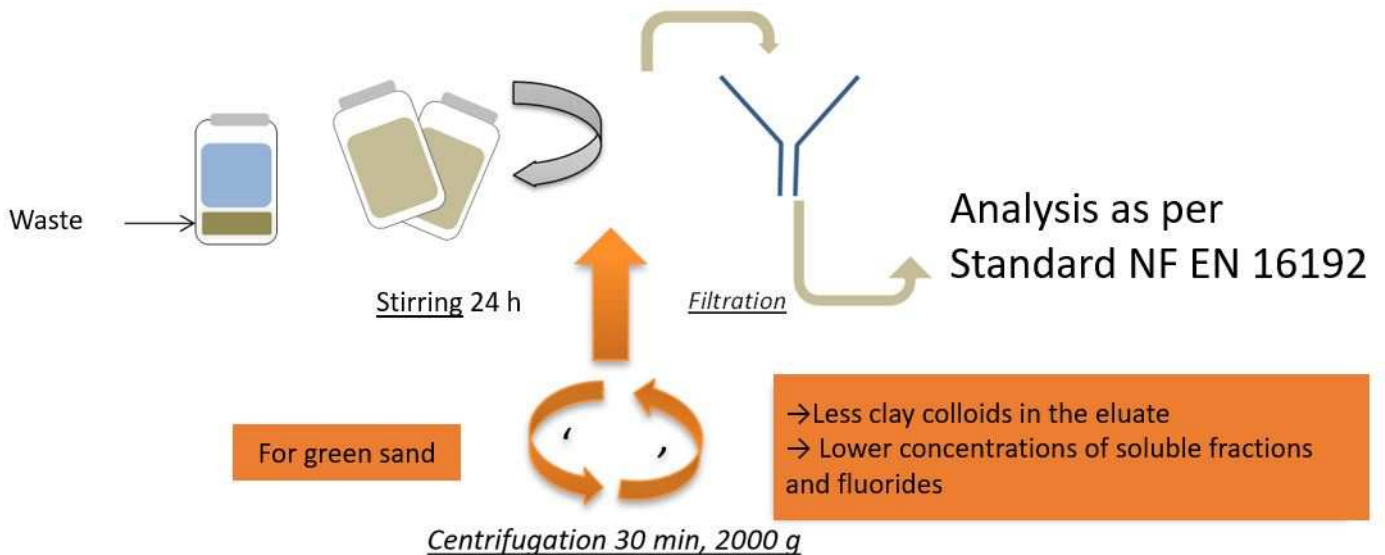 Waste
Stirring 24 h
Filtration
Analysis as per
Standard NF EN 16192
For green sand
‘ ,
→Less clay colloids in the eluate
→ Lower concentrations of soluble fractions
and fluorides
Centrifugation 30 min, 2000 g